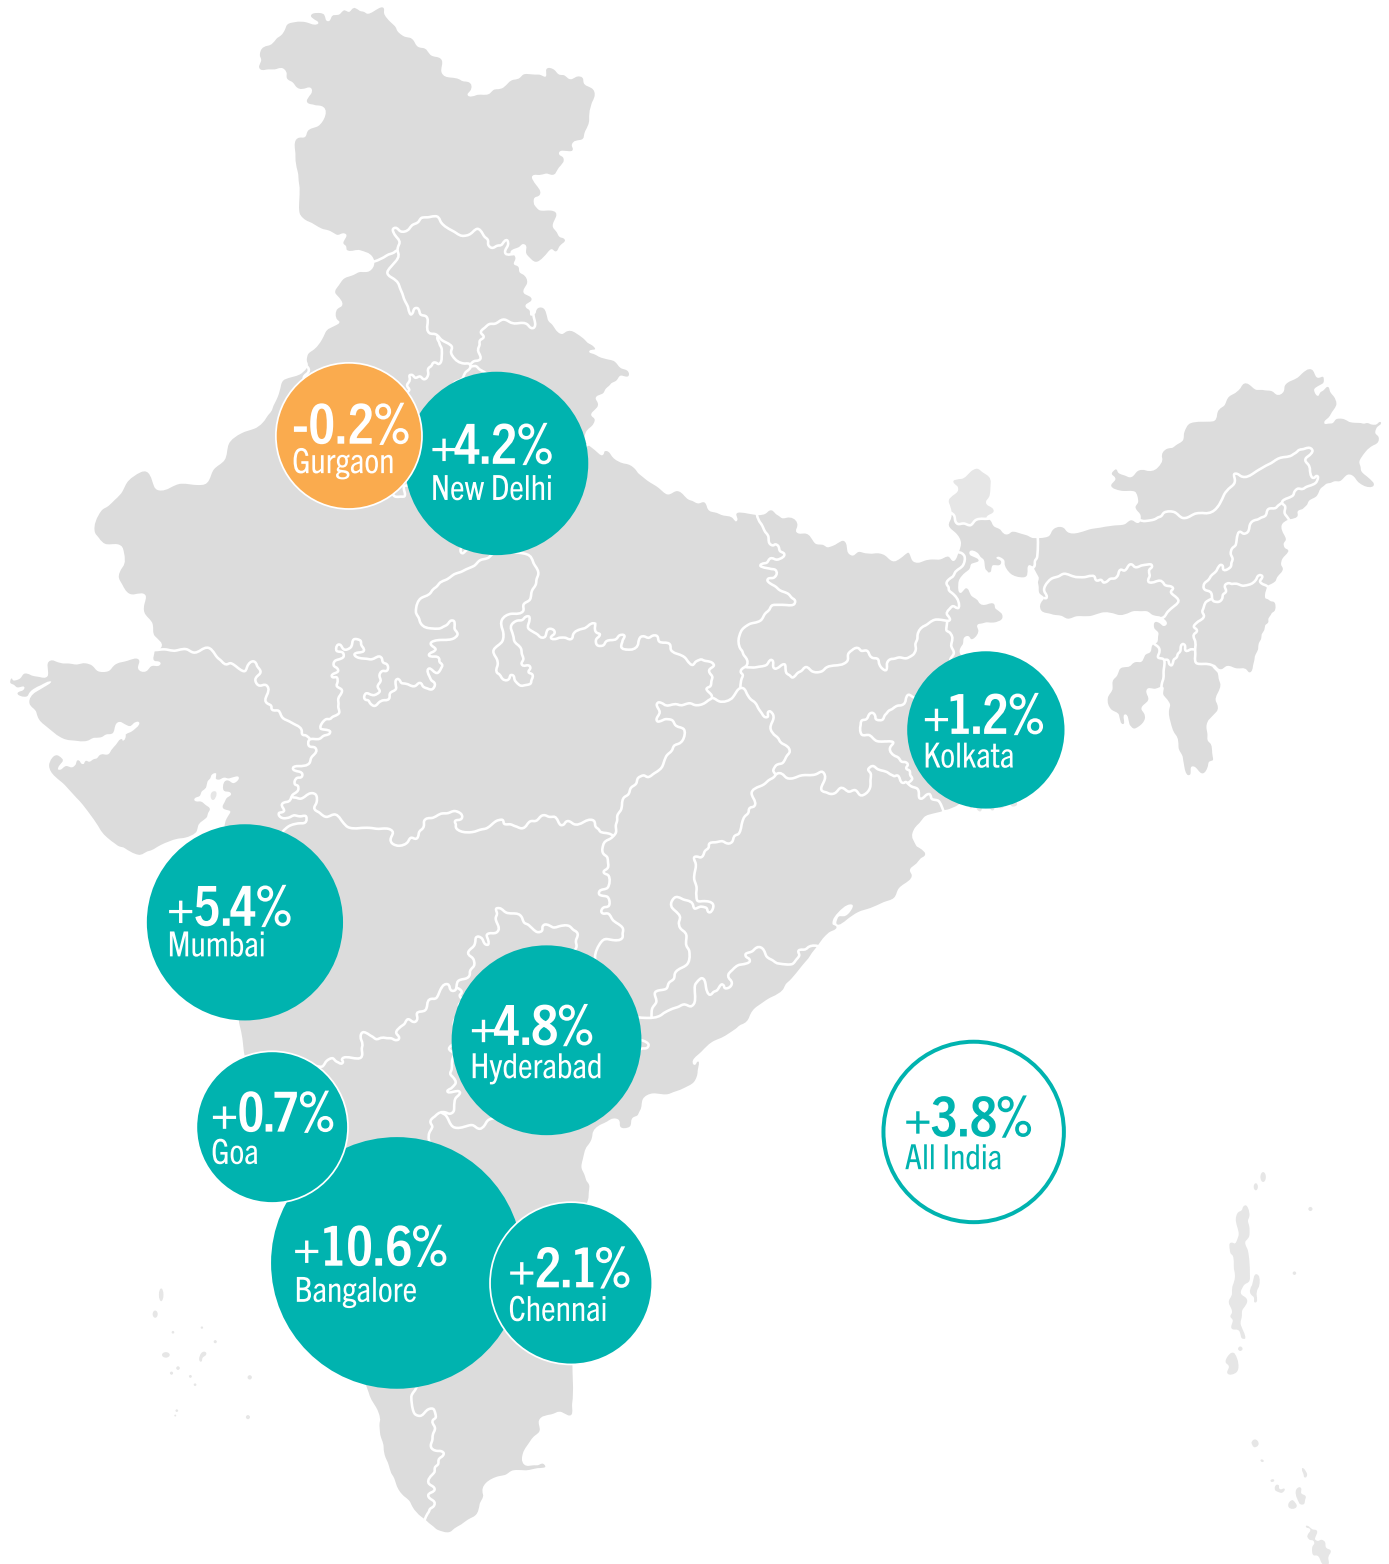 -0.2%
Gurgaon
+4.2%
New Delhi
+1.2%
Kolkata
+5.4%
Mumbai
+4.8%
Hyderabad
+0.7%
Goa
+3.8%
All India
+10.6%
Bangalore
+2.1%
Chennai